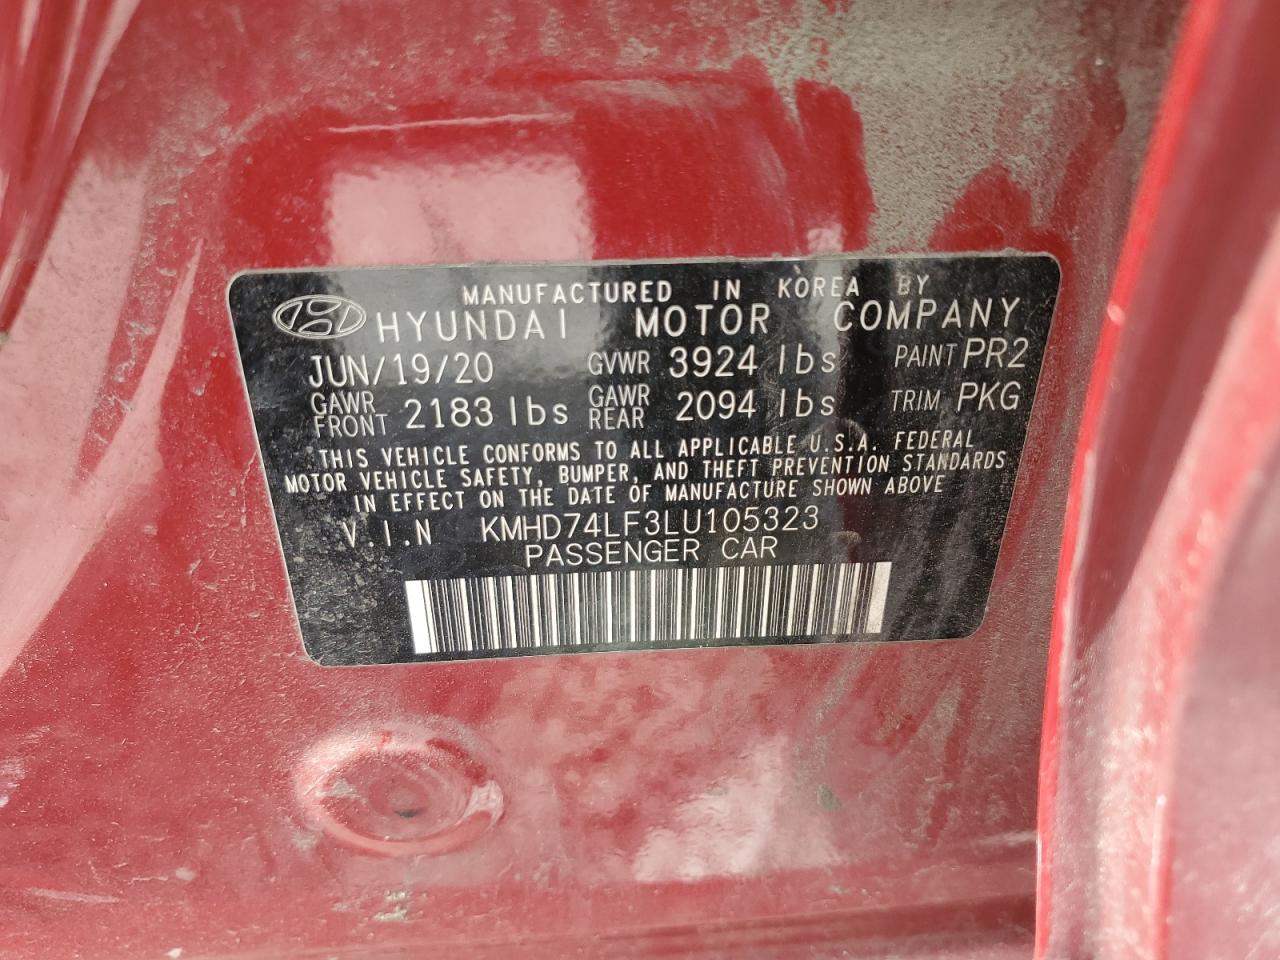 MANUFACTURED IN KOREA BY
HYUNDAI MOTOR COMPANY
JUN/19/20 GVWR 3924 lbs PAINT PR2
GAWR FRONT 2183 lbs GAWR REAR 2094 lbs TRIM PKG
THIS VEHICLE CONFORMS TO ALL APPLICABLE U.S.A. FEDERAL
MOTOR VEHICLE SAFETY, BUMPER, AND THEFT PREVENTION STANDARDS
IN EFFECT ON THE DATE OF MANUFACTURE SHOWN ABOVE
V.I.N KMHD74LF3LU105323
PASSENGER CAR